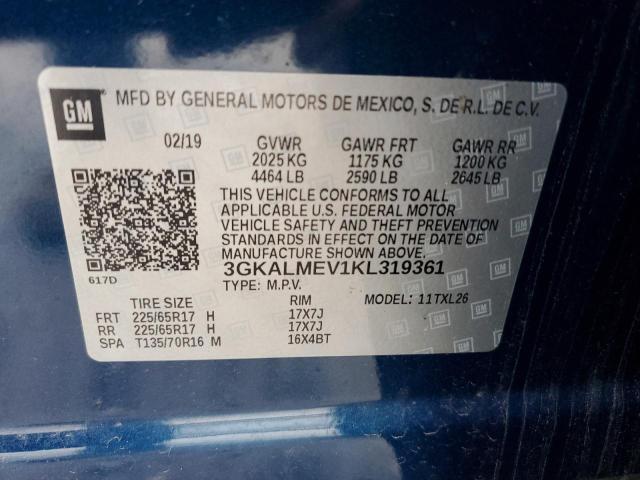 GM
MFD BY GENERAL MOTORS DE MEXICO, S. DE R.L. DE C.V.
02/19 GVWR GAWR FRT GAWR RR
2025 KG 1175 KG 1200 KG
4464 LB 2590 LB 2645 LB
THIS VEHICLE CONFORMS TO ALL
APPLICABLE U.S. FEDERAL MOTOR
VEHICLE SAFETY AND THEFT PREVENTION
STANDARDS IN EFFECT ON THE DATE OF
MANUFACTURE SHOWN ABOVE.
617D 3GKALMEV1KL319361
TYPE: M.P.V. MODEL: 11TXL26
TIRE SIZE RIM
FRT 225/65R17 H 17X7J
RR 225/65R17 H 17X7J
SPA T135/70R16 M 16X4BT